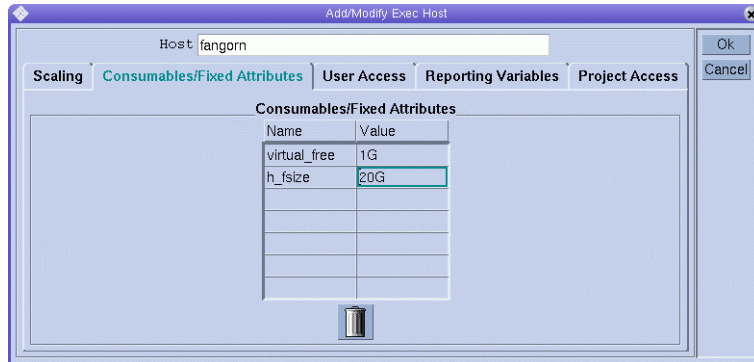 Add/Modify Exec Host
Host fangorn
Ok
Cancel
Scaling Consumables/Fixed Attributes User Access Reporting Variables Project Access
Consumables/Fixed Attributes
Name Value
virtual_free 1G
h_fsize 20G